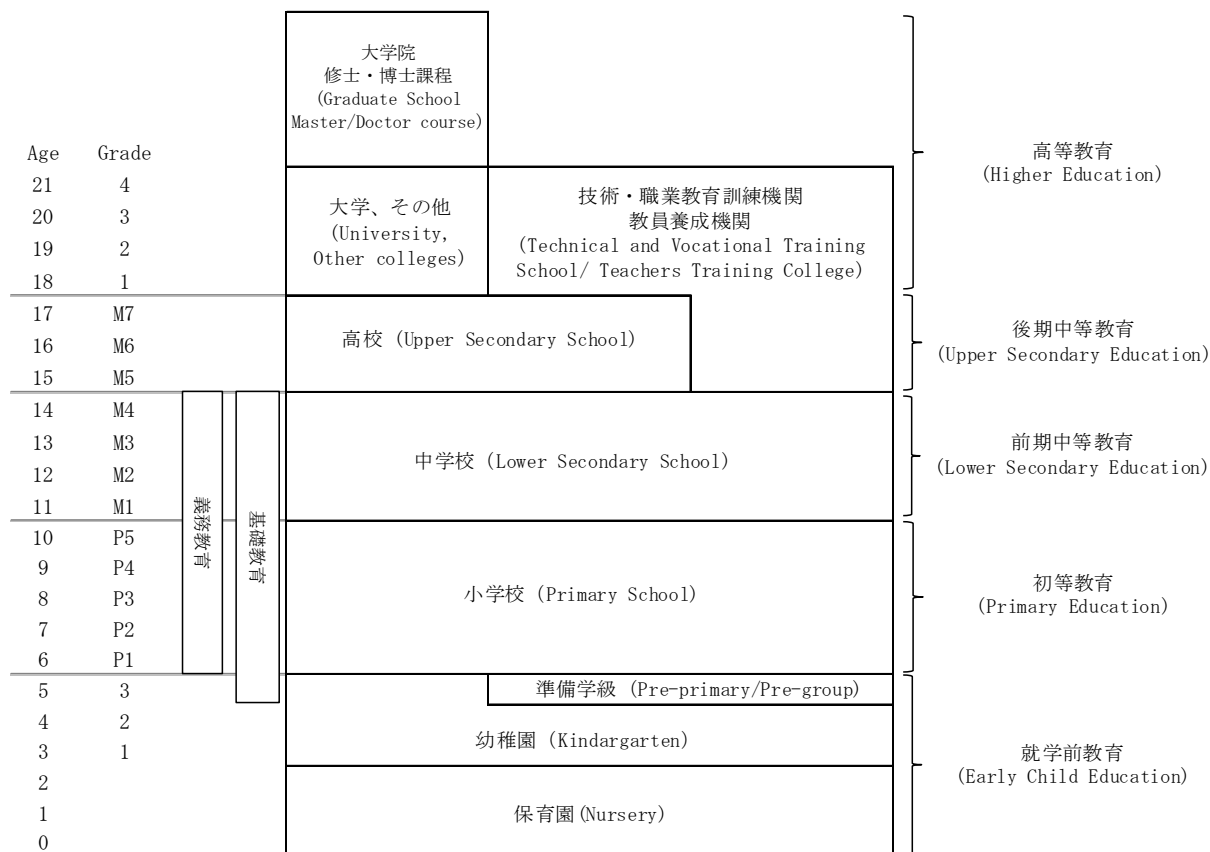 大学院
修士・博士課程
(Graduate School
Master/Doctor course)
高等教育
(Higher Education)
Age Grade
21 4
20 3
19 2
18 1
大学、その他
(University,
Other colleges)
技術・職業教育訓練機関
教員養成機関
(Technical and Vocational Training
School/ Teachers Training College)
17 M7
16 M6
15 M5
高校 (Upper Secondary School)
後期中等教育
(Upper Secondary Education)
14 M4
13 M3
12 M2
11 M1
中学校 (Lower Secondary School)
前期中等教育
(Lower Secondary Education)
義務教育
基礎教育
10 P5
9 P4
8 P3
7 P2
6 P1
小学校 (Primary School)
初等教育
(Primary Education)
5 3
4 2
3 1
2
1
0
準備学級 (Pre-primary/Pre-group)
幼稚園 (Kindargarten)
保育園(Nursery)
就学前教育
(Early Child Education)